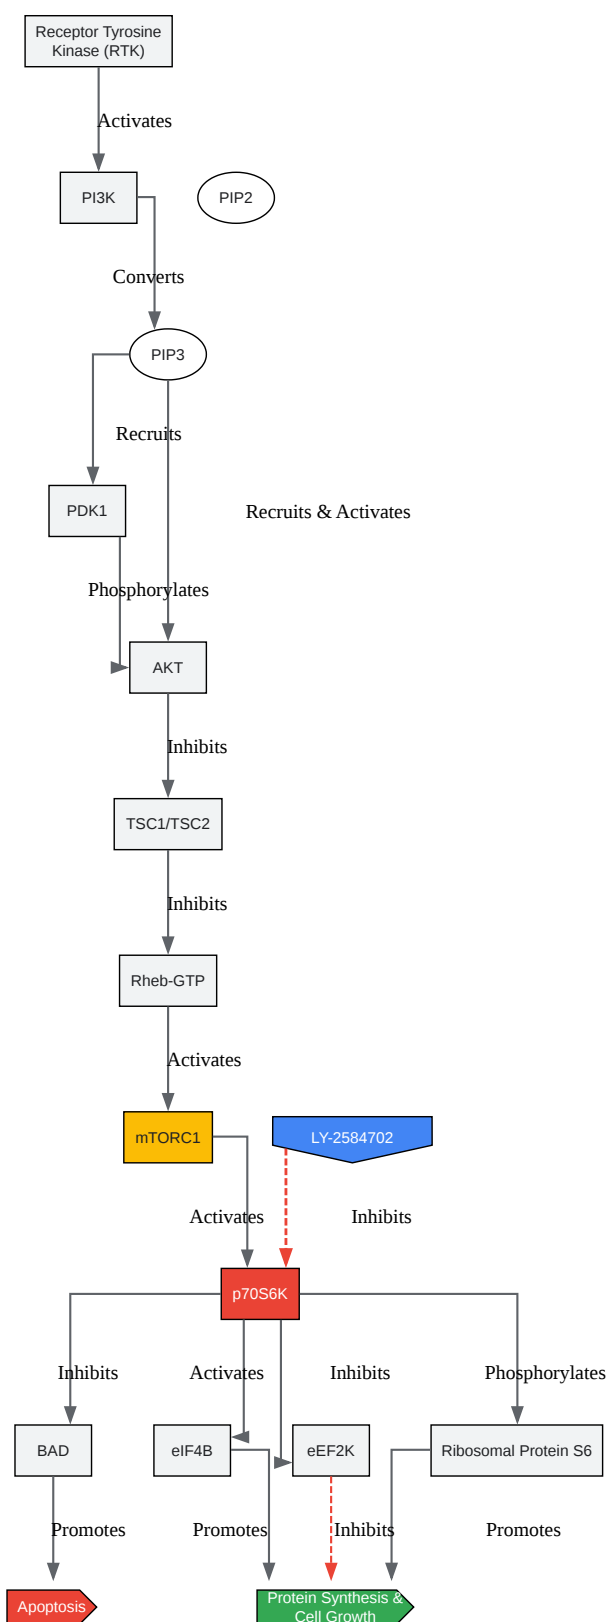 Receptor Tyrosine
Kinase (RTK)
Activates
PI3K
PIP2
Converts
PIP3
Recruits
PDK1
Recruits & Activates
Phosphorylates
AKT
Inhibits
TSC1/TSC2
Inhibits
Rheb-GTP
Activates
mTORC1
LY-2584702
Activates
Inhibits
p70S6K
Inhibits
Activates
Inhibits
Phosphorylates
BAD
eIF4B
eEF2K
Ribosomal Protein S6
Promotes
Promotes
Inhibits
Promotes
Apoptosis
Protein Synthesis &
Cell Growth